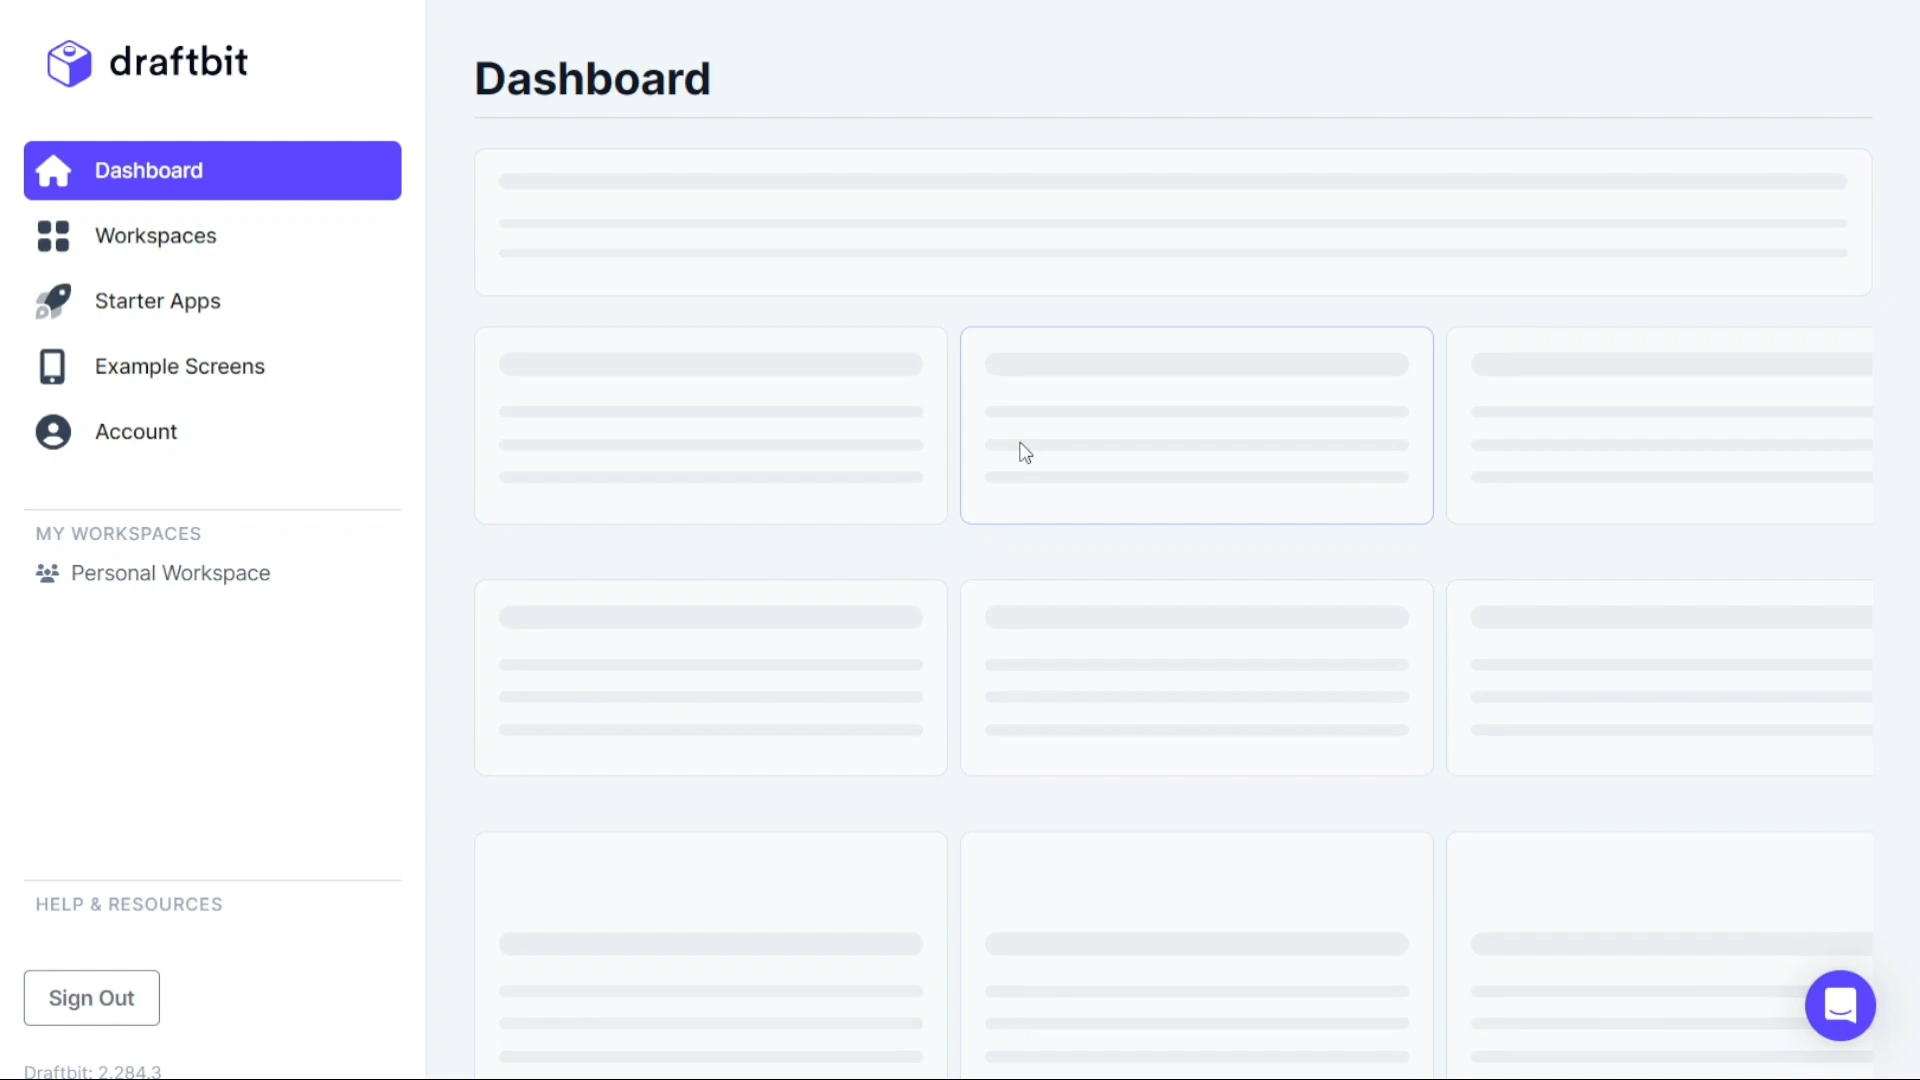 draftbit
Dashboard
Dashboard
Workspaces
Starter Apps
Example Screens
Account
MY WORKSPACES
Personal Workspace
HELP & RESOURCES
Sign Out
Draftbit: 2.284.3